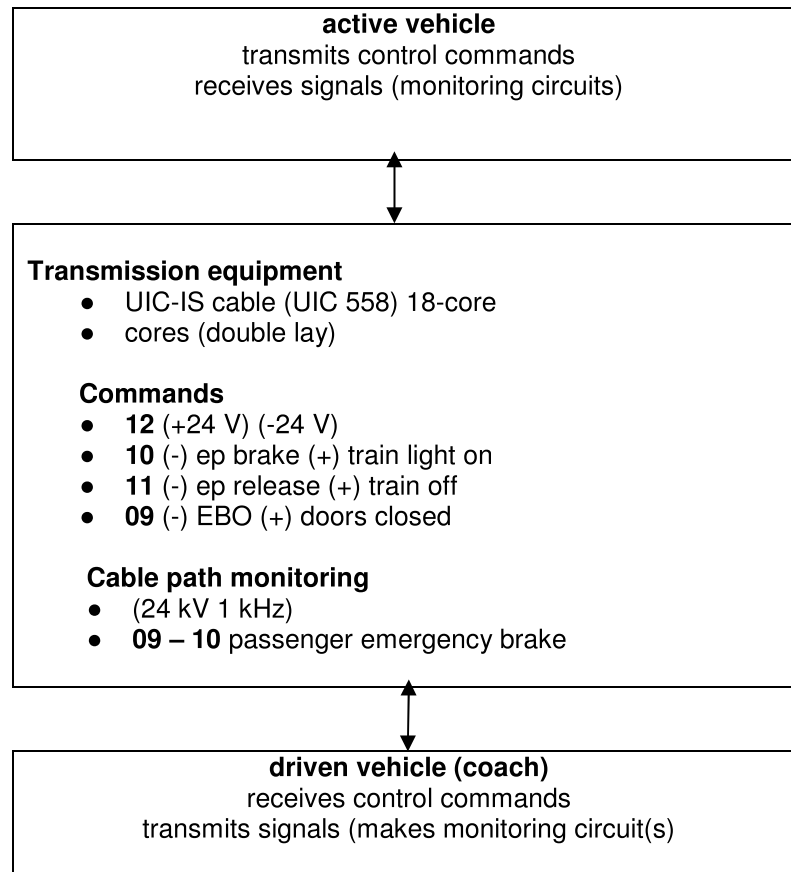 active vehicle
transmits control commands
receives signals (monitoring circuits)
Transmission equipment
● UIC-IS cable (UIC 558) 18-core
● cores (double lay)
Commands
● 12 (+24 V) (-24 V)
● 10 (-) ep brake (+) train light on
● 11 (-) ep release (+) train off
● 09 (-) EBO (+) doors closed
Cable path monitoring
● (24 kV 1 kHz)
● 09 – 10 passenger emergency brake
driven vehicle (coach)
receives control commands
transmits signals (makes monitoring circuit(s)